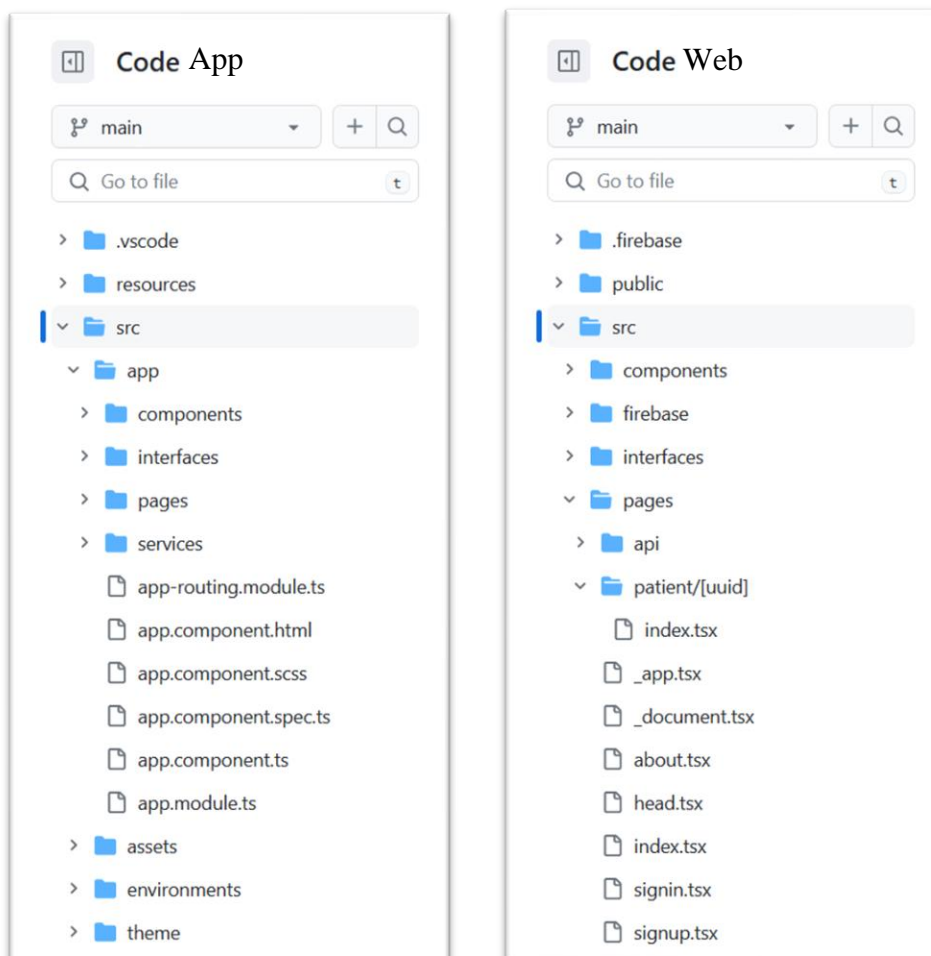 Code App
main
Go to file
t
.vscode
resources
src
app
components
interfaces
pages
services
app-routing.module.ts
app.component.html
app.component.scss
app.component.spec.ts
app.component.ts
app.module.ts
assets
environments
theme
Code Web
main
Go to file
t
.firebase
public
src
components
firebase
interfaces
pages
api
patient/[uuid]
index.tsx
_app.tsx
_document.tsx
about.tsx
head.tsx
index.tsx
signin.tsx
signup.tsx